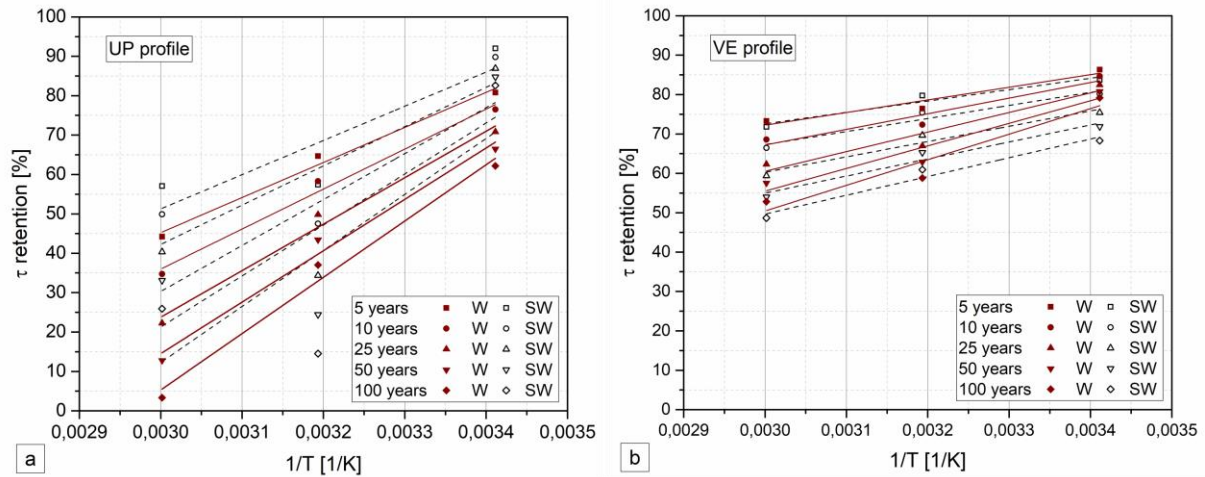 100
90
80
70
60
50
40
30
20
10
0
τ retention [%]
UP profile
5 years W SW
10 years W SW
25 years W SW
50 years W SW
100 years W SW
0,0029 0,0030 0,0031 0,0032 0,0033 0,0034 0,0035
1/T [1/K]
a
100
90
80
70
60
50
40
30
20
10
0
τ retention [%]
VE profile
5 years W SW
10 years W SW
25 years W SW
50 years W SW
100 years W SW
0,0029 0,0030 0,0031 0,0032 0,0033 0,0034 0,0035
1/T [1/K]
b